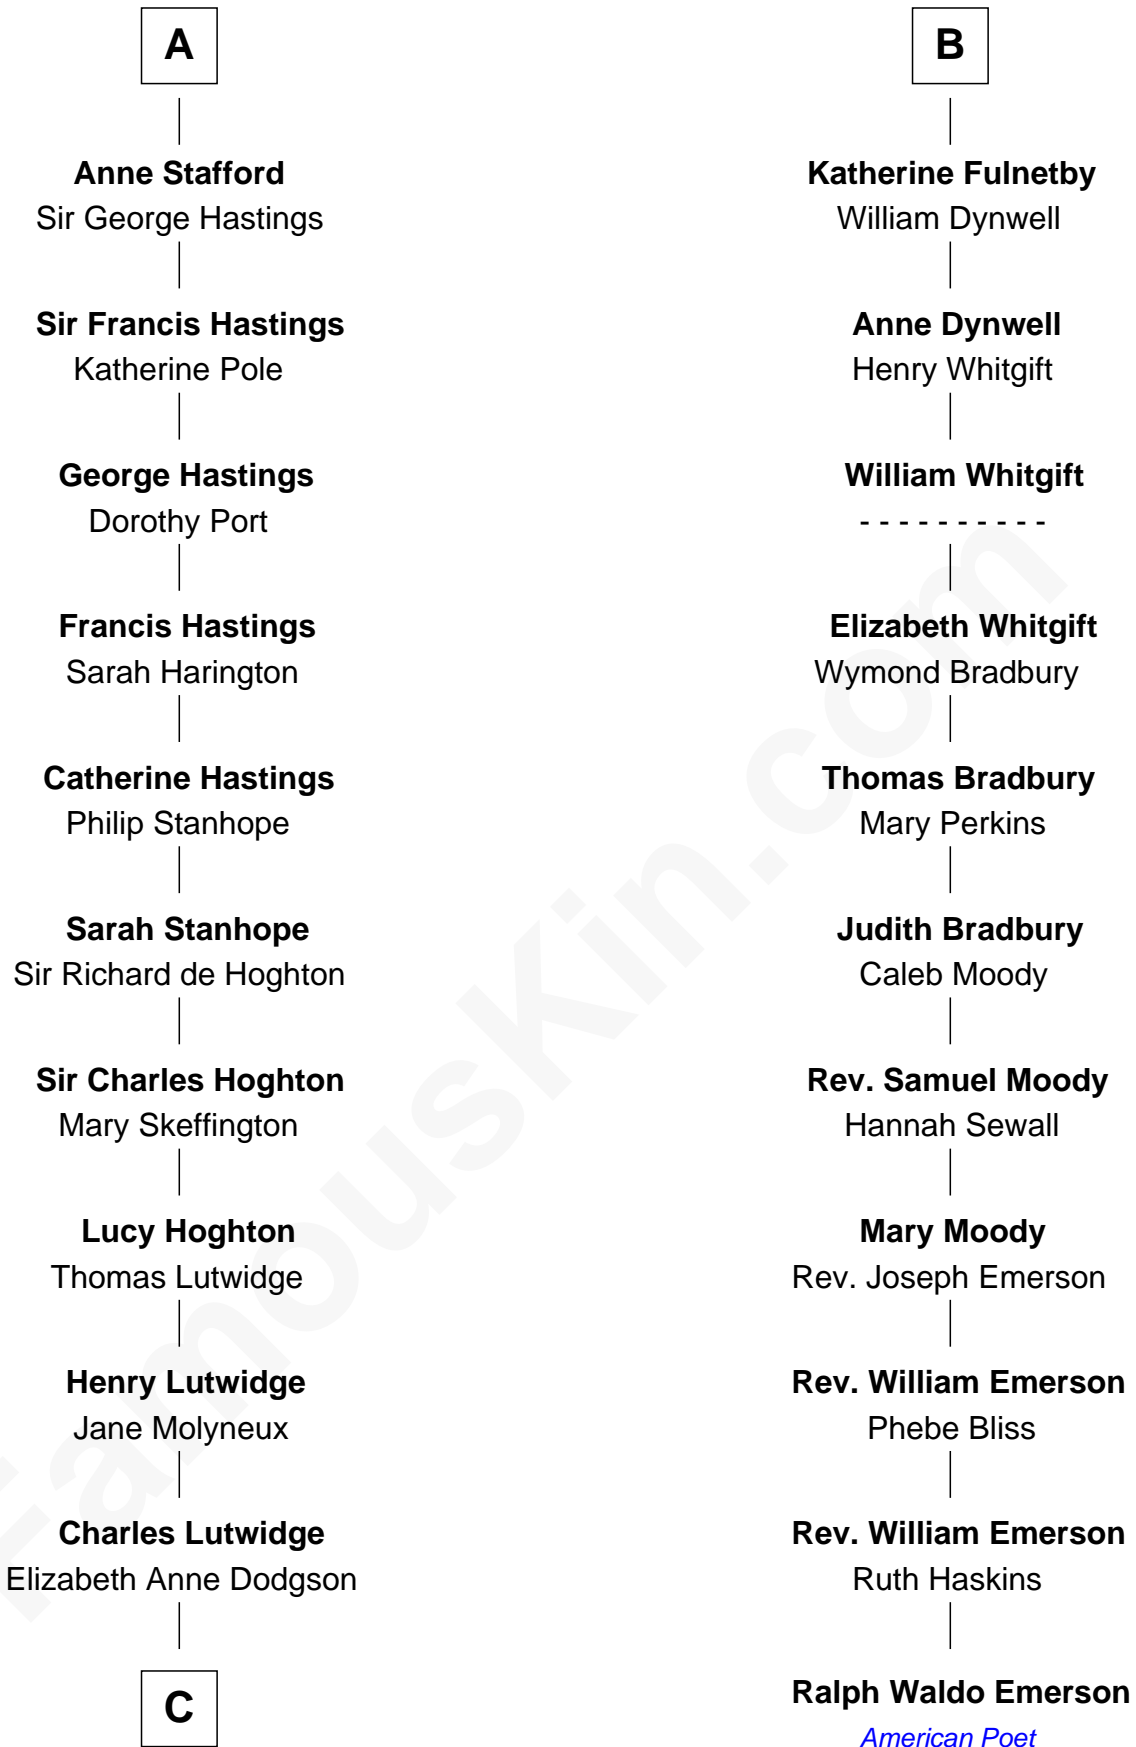 A
Anne Stafford
Sir George Hastings
Sir Francis Hastings
Katherine Pole
George Hastings
Dorothy Port
Francis Hastings
Sarah Harington
Catherine Hastings
Philip Stanhope
Sarah Stanhope
Sir Richard de Hoghton
Sir Charles Hoghton
Mary Skeffington
Lucy Hoghton
Thomas Lutwidge
Henry Lutwidge
Jane Molyneux
Charles Lutwidge
Elizabeth Anne Dodgson
C
B
Katherine Fulnetby
William Dynwell
Anne Dynwell
Henry Whitgift
William Whitgift
- - - - - - - - - -
Elizabeth Whitgift
Wymond Bradbury
Thomas Bradbury
Mary Perkins
Judith Bradbury
Caleb Moody
Rev. Samuel Moody
Hannah Sewall
Mary Moody
Rev. Joseph Emerson
Rev. William Emerson
Phebe Bliss
Rev. William Emerson
Ruth Haskins
Ralph Waldo Emerson
American Poet
FamousKin.com